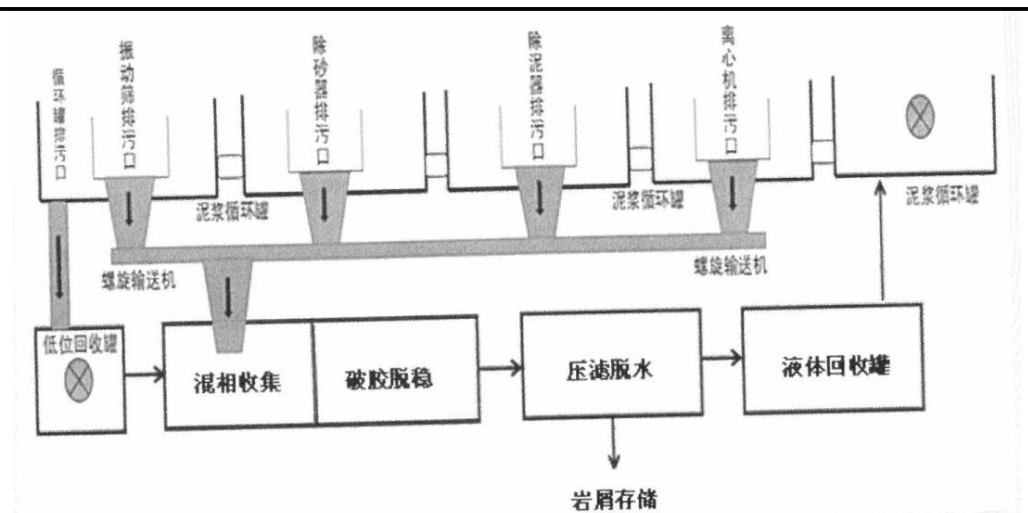 循环罐排污口
振动筛排污口
除砂器排污口
除泥器排污口
离心机排污口
泥浆循环罐
泥浆循环罐
泥浆循环罐
螺旋输送机
螺旋输送机
低位回收罐
混相收集
破胶脱稳
压滤脱水
液体回收罐
岩屑存储